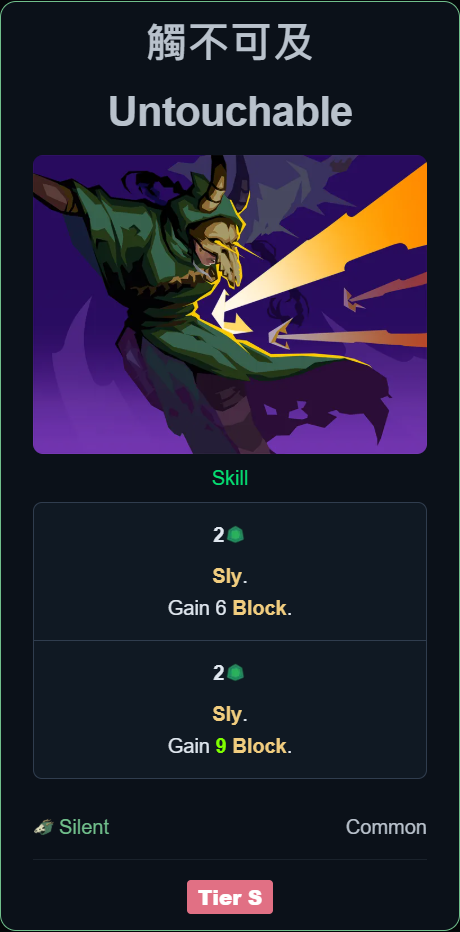 觸不可及
Untouchable
Skill
2
Sly.
Gain 6 Block.
2
Sly.
Gain 9 Block.
Silent
Common
Tier S